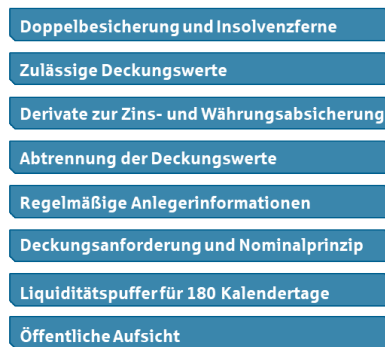 Doppelbesicherung und Insolvenzferne
Zulässige Deckungswerte
Derivate zur Zins- und Währungsabsicherung
Abtrennung der Deckungswerte
Regelmäßige Anlegerinformationen
Deckungsanforderung und Nominalprinzip
Liquiditätspuffer für 180 Kalendertage
Öffentliche Aufsicht